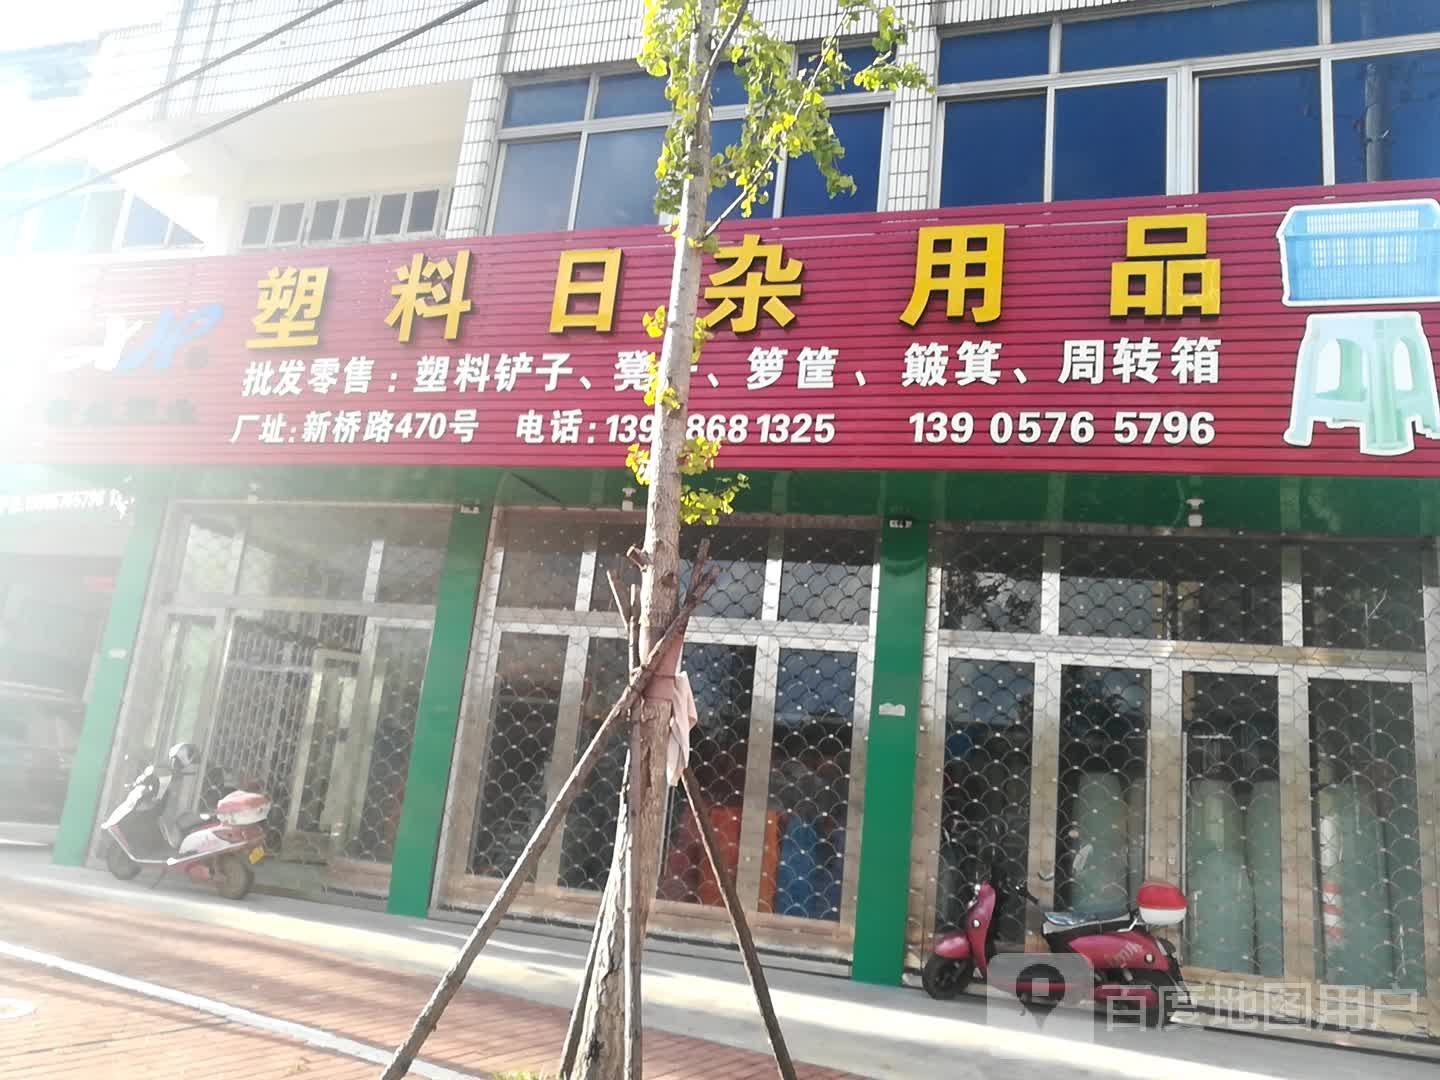 塑料日杂用品
批发零售：塑料铲子、凳子、箩筐、簸箕、周转箱
厂址：新桥路470号 电话：13 868 1325 139 0576 5796
百度地图用户